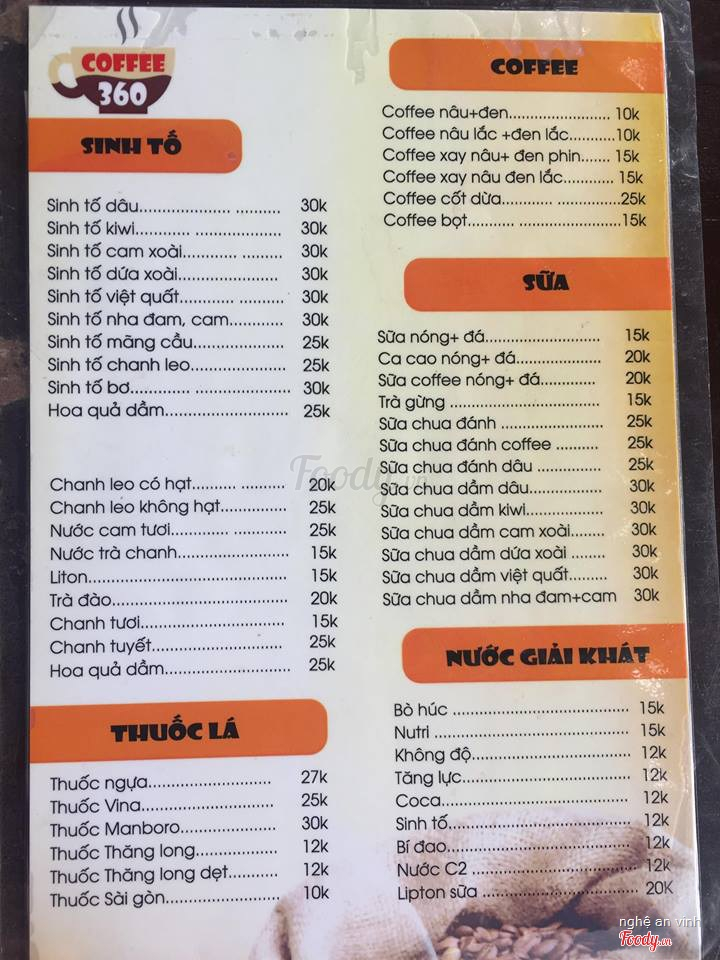 COFFEE
360
SINH TỐ
Sinh tố dâu....................... .......... 30k
Sinh tố kiwi.............. .................... 30k
Sinh tố cam xoài............ .......... 30k
Sinh tố dứa xoài...................... 30k
Sinh tố việt quất............ .......... 30k
Sinh tố nha đam, cam........... 30k
Sinh tố mãng cầu................... 25k
Sinh tố chanh leo.................... 25k
Sinh tố bơ.............. .................... 30k
Hoa quả dầm......................... 25k
Chanh leo có hạt......... .......... 20k
Chanh leo không hạt............. 25k
Nước cam tươi............ .......... 25k
Nước trà chanh...................... 15k
Liton........................................ 15k
Trà đào................................... 20k
Chanh tươi............................. 15k
Chanh tuyết........................... 25k
Hoa quả dầm......................... 25k
THUỐC LÁ
Thuốc ngựa......................... 27k
Thuốc Vina.......................... 25k
Thuốc Manboro................... 30k
Thuốc Thăng long................ 12k
Thuốc Thăng long dẹt.......... 12k
Thuốc Sài gòn...................... 10k
COFFEE
Coffee nâu+đen....................... 10k
Coffee nâu lắc +đen lắc..........10k
Coffee xay nâu+ đen phin...... 15k
Coffee xay nâu đen lắc........... 15k
Coffee cốt dừa............ .............25k
Coffee bọt........... .....................15k
SỮA
Sữa nóng+ đá....................... 15k
Ca cao nóng+ đá................. 20k
Sữa coffee nóng+ đá........... 20k
Trà gừng .............................. 15k
Sữa chua đánh .................... 25k
Sữa chua đánh coffee ......... 25k
Sữa chua đánh dâu ............. 25k
Sữa chua dầm dâu............... 30k
Sữa chua dầm kiwi............... 30k
Sữa chua dầm cam xoài....... 30k
Sữa chua dầm dứa xoài ....... 30k
Sữa chua dầm việt quất........ 30k
Sữa chua dầm nha đam+cam 30k
NƯỚC GIẢI KHÁT
Bò húc ................................... 15k
Nutri ....................................... 15k
Không độ............................... 12k
Tăng lực................................. 12k
Coca...................................... 12k
Sinh tố.................................... 12k
Bí đao.................................... 12k
Nước C2 ............................... 12k
Lipton sữa ............................. 20K
Foody.vn
nghệ an vinh
Foody.vn